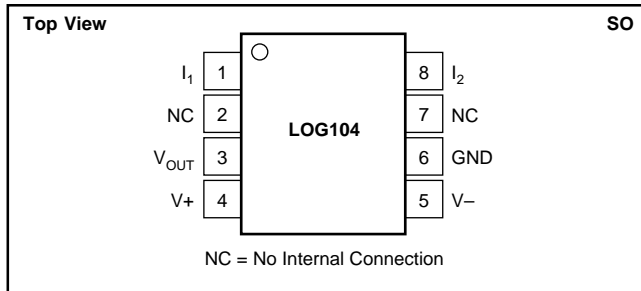 Top View SO
I₁ 1 8 I₂
NC 2 7 NC
LOG104
V_OUT 3 6 GND
V+ 4 5 V–
NC = No Internal Connection